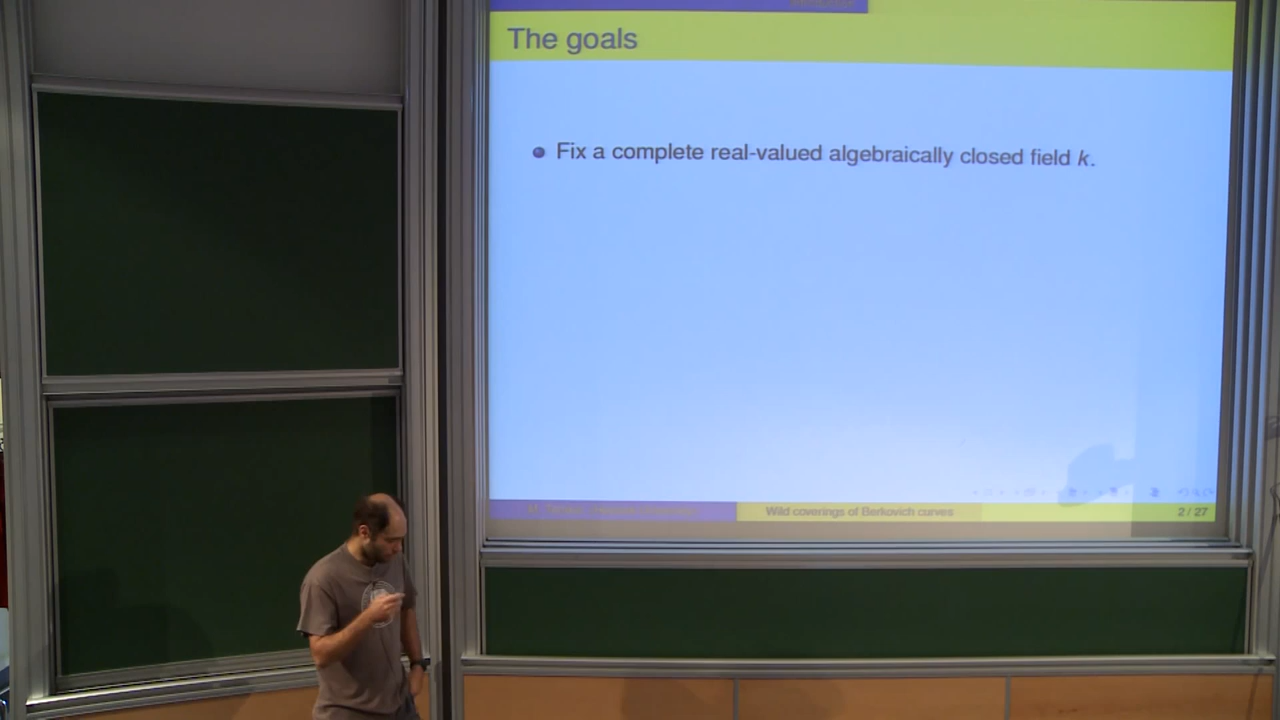 The goals
Fix a complete real-valued algebraically closed field k.
Wild coverings of Berkovich curves
2 / 27